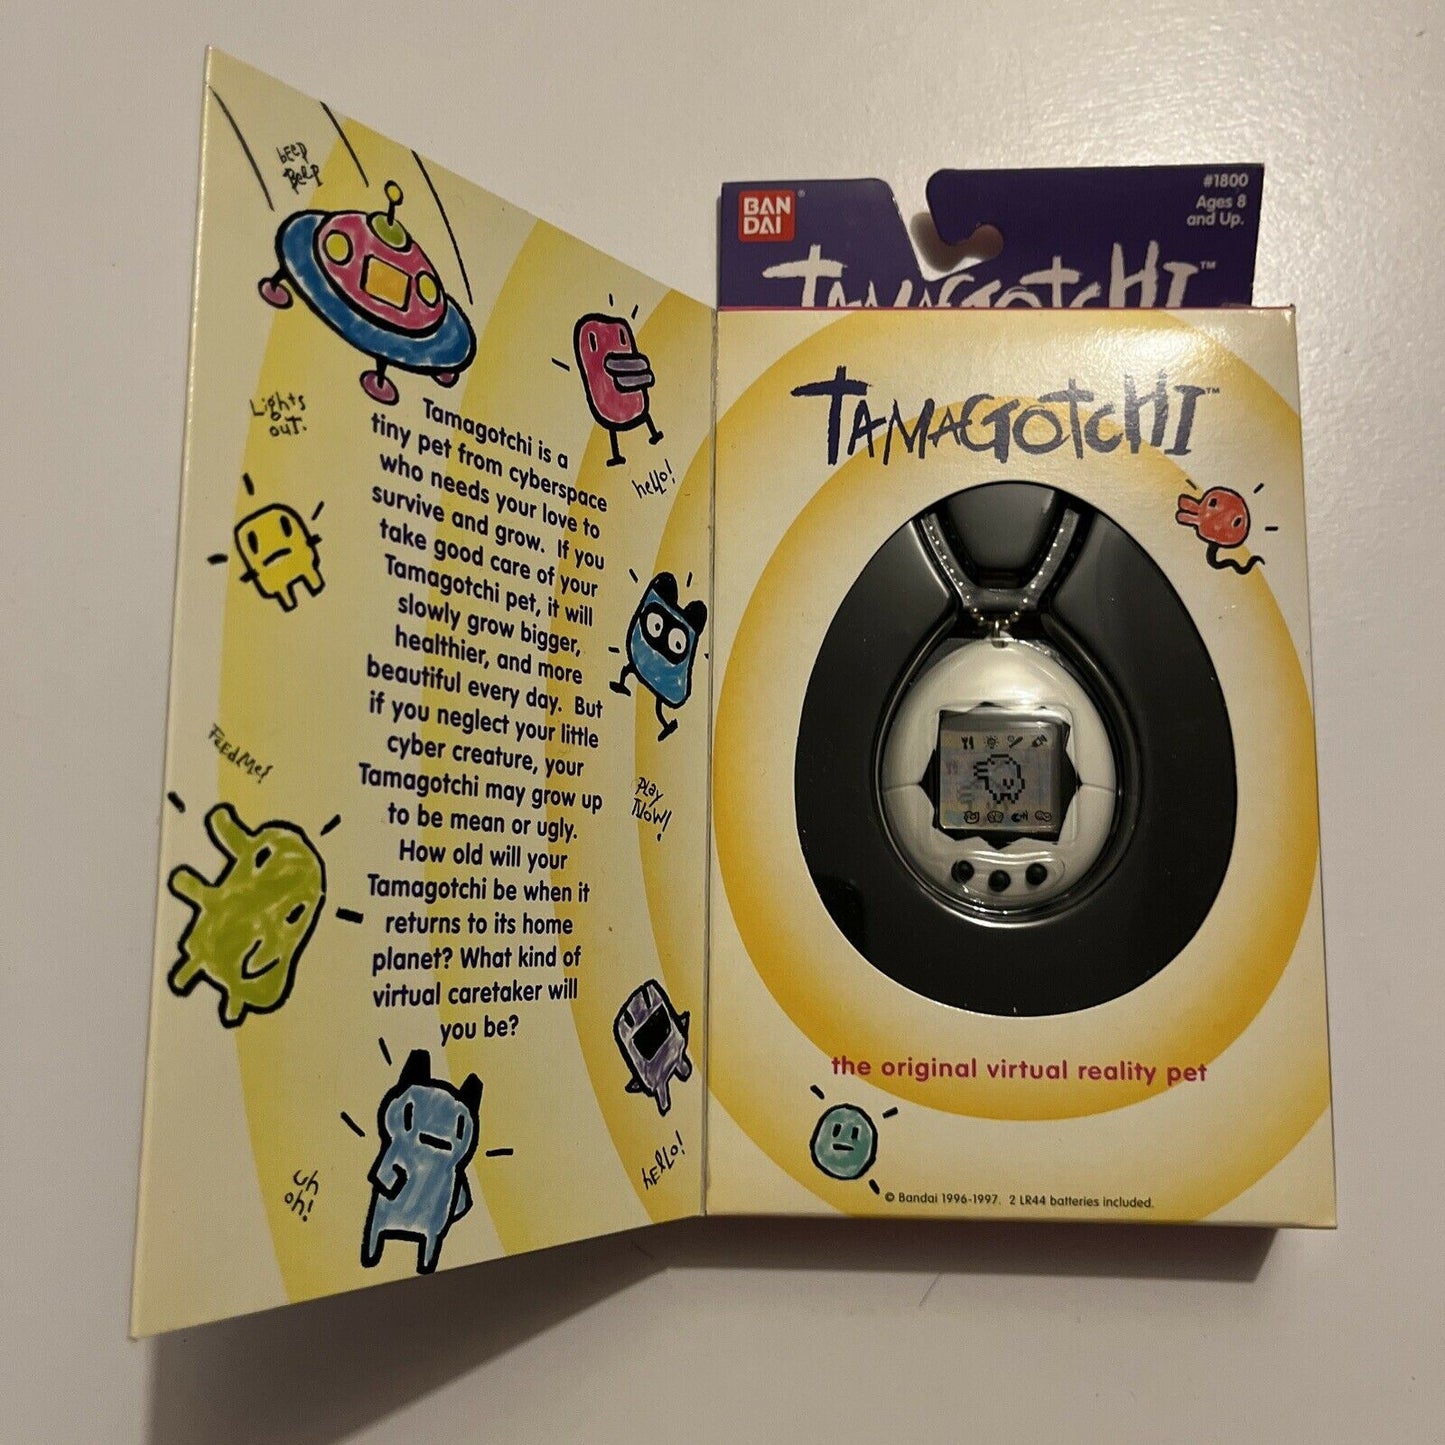 beep
Beep
Lights
out.
hello!
Tamagotchi is a
tiny pet from cyberspace
who needs your love to
survive and grow. If you
take good care of your
Tamagotchi pet, it will
slowly grow bigger,
healthier, and more
beautiful every day. But
if you neglect your little
cyber creature, your
Tamagotchi may grow up
to be mean or ugly.
How old will your
Tamagotchi be when it
returns to its home
planet? What kind of
virtual caretaker will
you be?
FeedMe!
Play
Now!
uh
oh!
hEllo!
BAN
DAI®
#1800
Ages 8
and Up.
TAMAGOTCHI™
TAMAGOTCHI™
the original virtual reality pet
© Bandai 1996-1997. 2 LR44 batteries included.